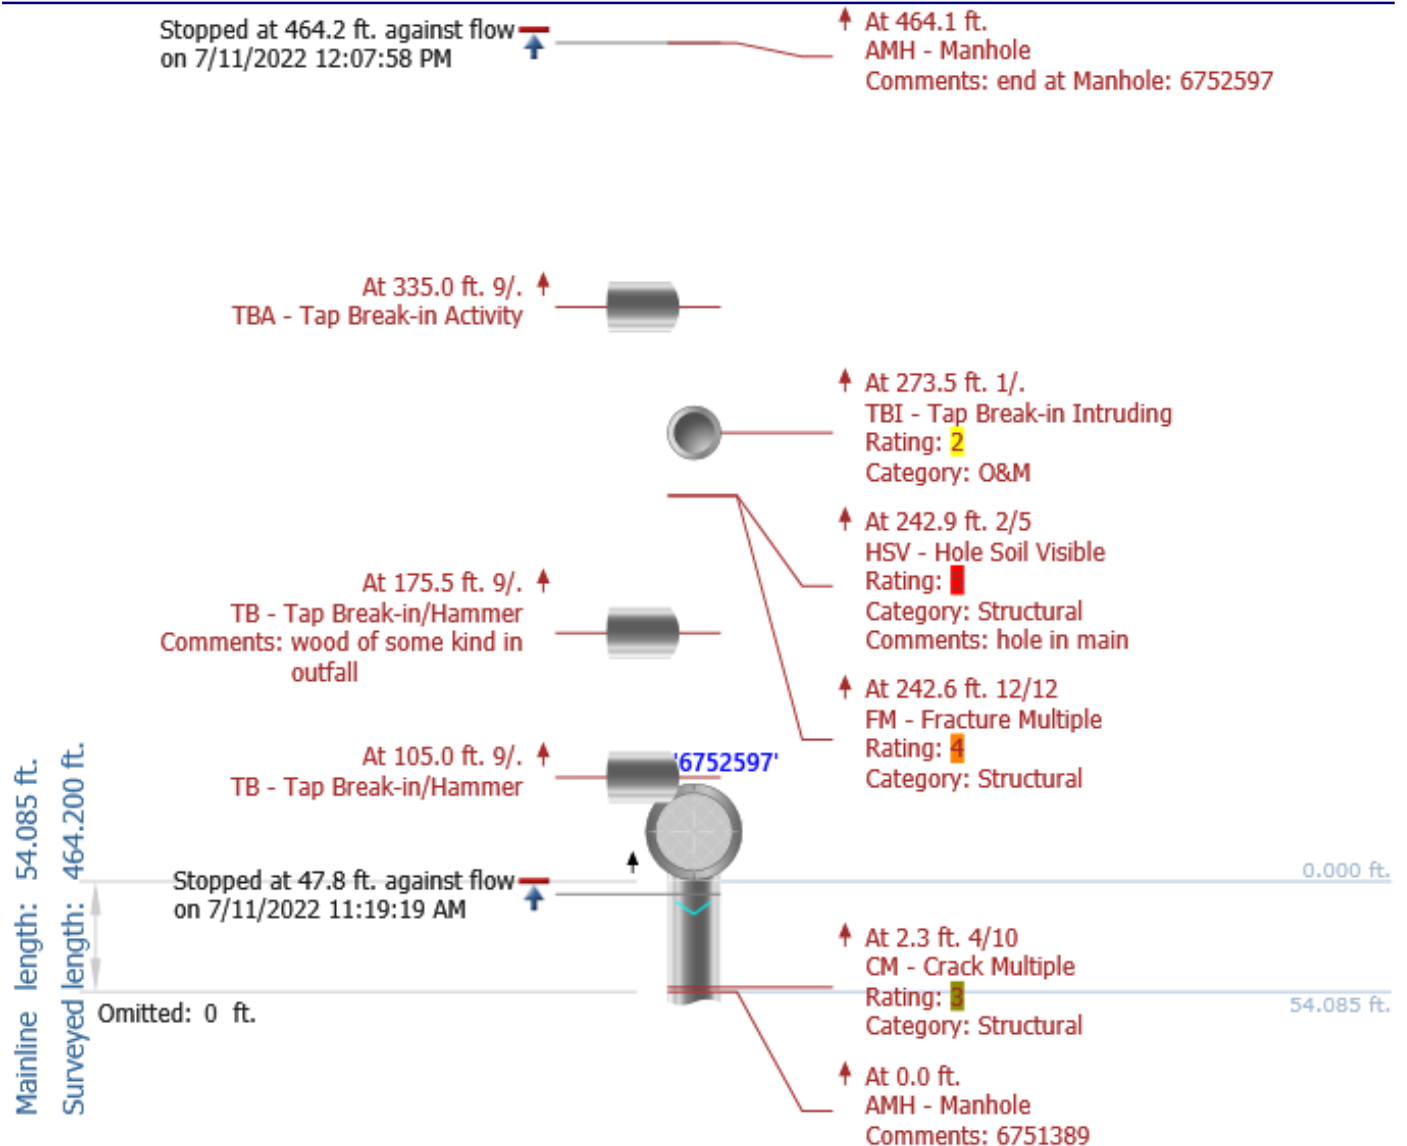 Stopped at 464.2 ft. against flow
on 7/11/2022 12:07:58 PM
At 464.1 ft.
AMH - Manhole
Comments: end at Manhole: 6752597
At 335.0 ft. 9/.
TBA - Tap Break-in Activity
At 273.5 ft. 1/.
TBI - Tap Break-in Intruding
Rating: 2
Category: O&M
At 242.9 ft. 2/5
HSV - Hole Soil Visible
Rating:
Category: Structural
Comments: hole in main
At 175.5 ft. 9/.
TB - Tap Break-in/Hammer
Comments: wood of some kind in
outfall
At 242.6 ft. 12/12
FM - Fracture Multiple
Rating: 4
Category: Structural
At 105.0 ft. 9/.
TB - Tap Break-in/Hammer
'6752597'
Mainline length: 54.085 ft.
Surveyed length: 464.200 ft.
Stopped at 47.8 ft. against flow
on 7/11/2022 11:19:19 AM
0.000 ft.
At 2.3 ft. 4/10
CM - Crack Multiple
Rating: 3
Category: Structural
54.085 ft.
Omitted: 0 ft.
At 0.0 ft.
AMH - Manhole
Comments: 6751389